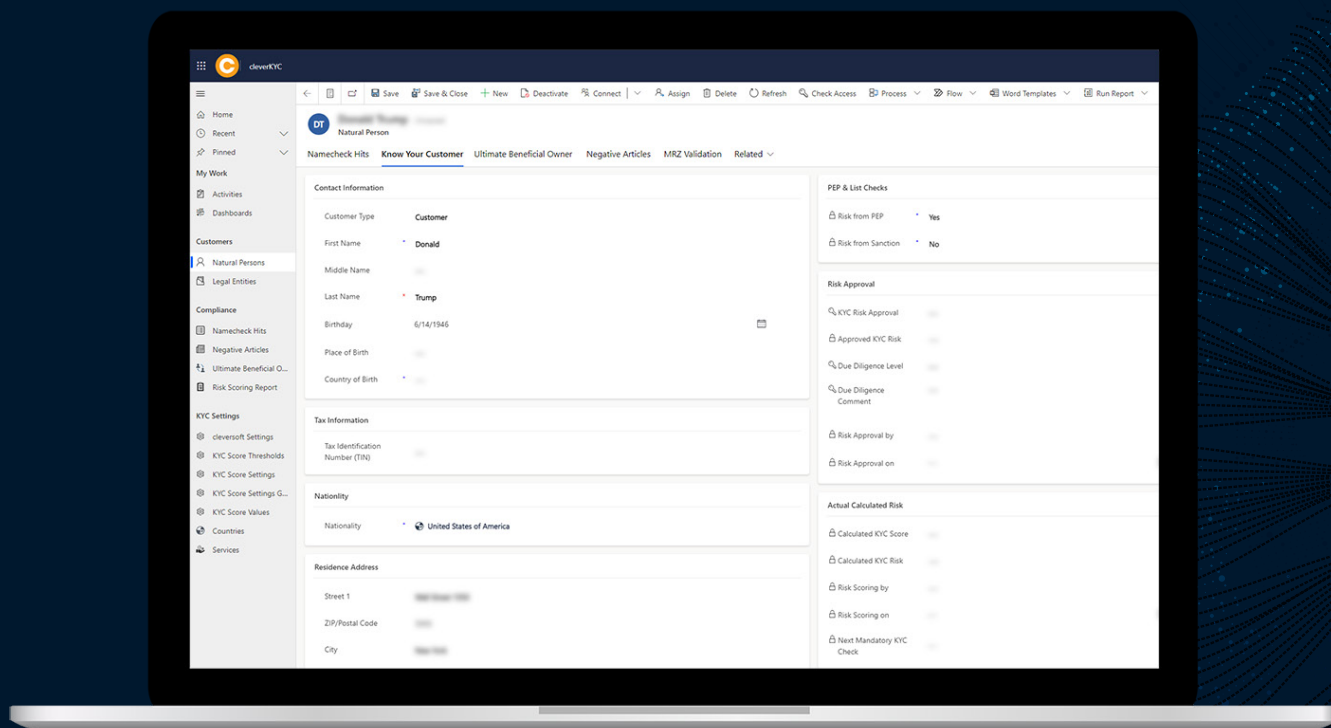 cleverKYC
Save
Save & Close
New
Deactivate
Connect
Assign
Delete
Refresh
Check Access
Process
Flow
Word Templates
Run Report
Home
Recent
Pinned
My Work
Activities
Dashboards
Customers
Natural Persons
Legal Entities
Compliance
Namecheck Hits
Negative Articles
Ultimate Beneficial O...
Risk Scoring Report
KYC Settings
cleversoft Settings
KYC Score Thresholds
KYC Score Settings
KYC Score Settings G...
KYC Score Values
Countries
Services
DT
Natural Person
Namecheck Hits
Know Your Customer
Ultimate Beneficial Owner
Negative Articles
MRZ Validation
Related
Contact Information
Customer Type Customer
First Name * Donald
Middle Name
Last Name * Trump
Birthday 6/14/1946
Place of Birth
Country of Birth *
Tax Information
Tax Identification
Number (TIN)
Nationlity
Nationality * United States of America
Residence Address
Street 1
ZIP/Postal Code
City
PEP & List Checks
Risk from PEP * Yes
Risk from Sanction * No
Risk Approval
KYC Risk Approval
Approved KYC Risk
Due Diligence Level
Due Diligence
Comment
Risk Approval by
Risk Approval on
Actual Calculated Risk
Calculated KYC Score
Calculated KYC Risk
Risk Scoring by
Risk Scoring on
Next Mandatory KYC
Check